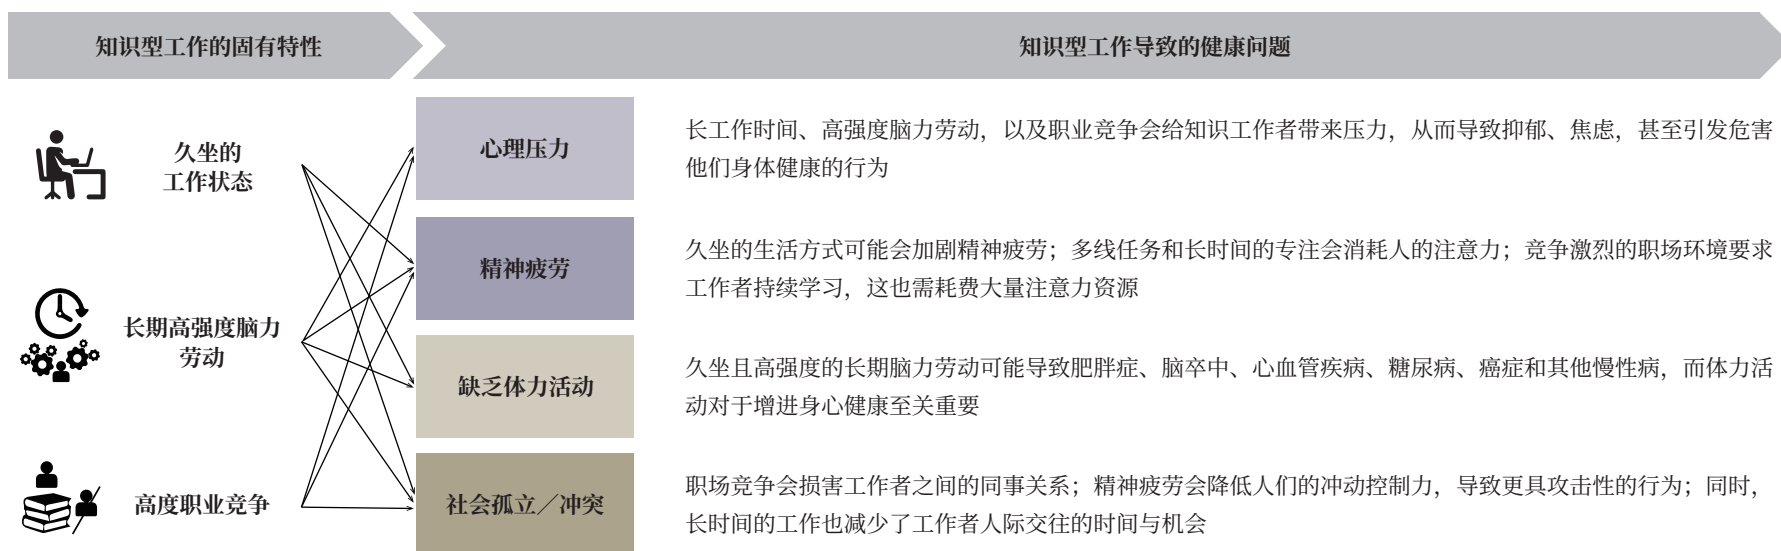 知识型工作的固有特性
知识型工作导致的健康问题
久坐的
工作状态
长期高强度脑力
劳动
高度职业竞争
心理压力
长工作时间、高强度脑力劳动，以及职业竞争会给知识工作者带来压力，从而导致抑郁、焦虑，甚至引发危害
他们身体健康的行为
精神疲劳
久坐的生活方式可能会加剧精神疲劳；多线任务和长时间的专注会消耗人的注意力；竞争激烈的职场环境要求
工作者持续学习，这也需耗费大量注意力资源
缺乏体力活动
久坐且高强度的长期脑力劳动可能导致肥胖症、脑卒中、心血管疾病、糖尿病、癌症和其他慢性病，而体力活
动对于增进身心健康至关重要
社会孤立／冲突
职场竞争会损害工作者之间的同事关系；精神疲劳会降低人们的冲动控制力，导致更具攻击性的行为；同时，
长时间的工作也减少了工作者人际交往的时间与机会